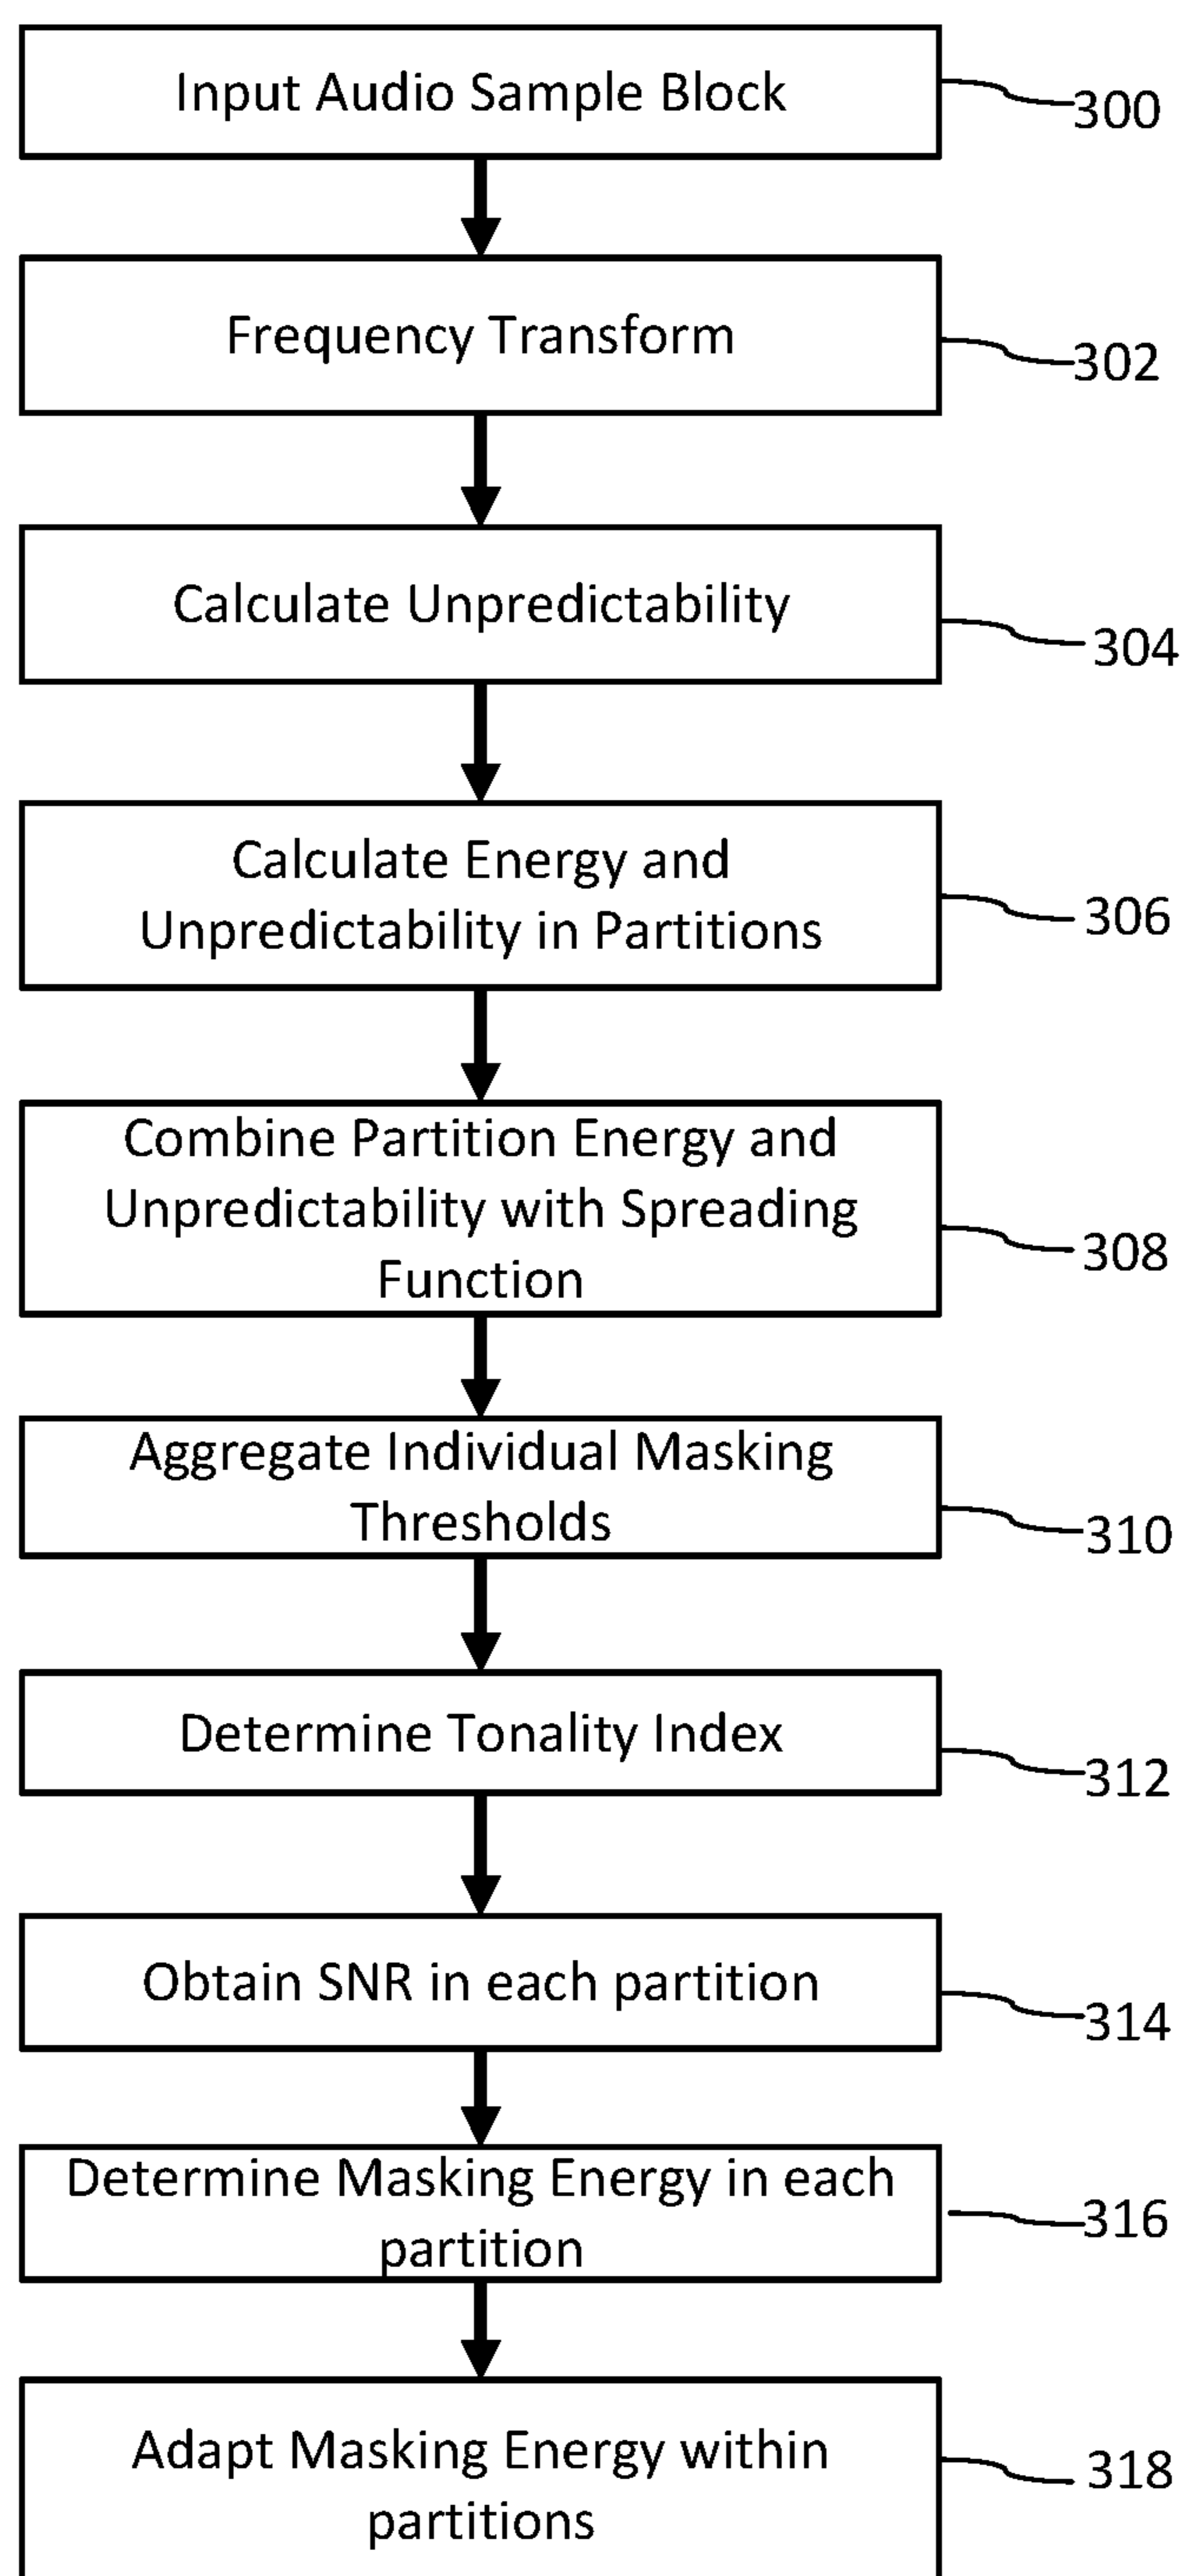 Input Audio Sample Block
300
Frequency Transform
302
Calculate Unpredictability
304
Calculate Energy and
Unpredictability in Partitions
306
Combine Partition Energy and
Unpredictability with Spreading
Function
308
Aggregate Individual Masking
Thresholds
310
Determine Tonality Index
312
Obtain SNR in each partition
314
Determine Masking Energy in each
partition
316
Adapt Masking Energy within
partitions
318